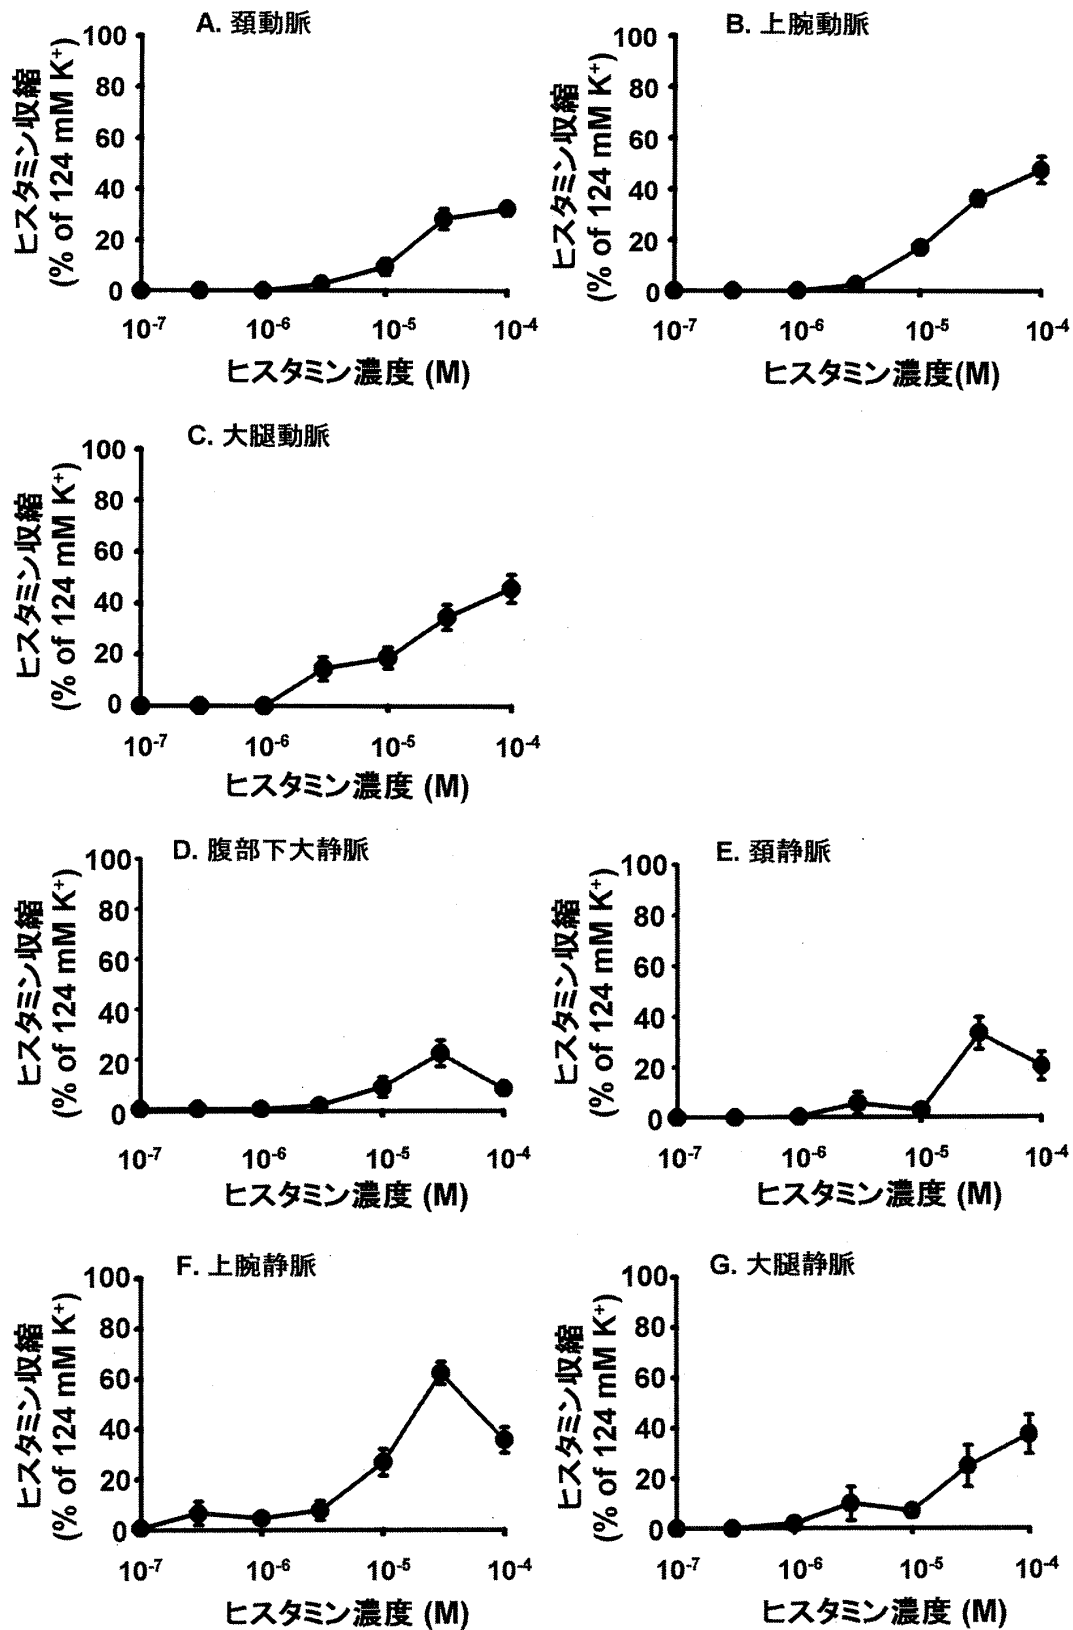 A. 頚動脈
ヒスタミン収縮
(% of 124 mM K⁺)
100
80
60
40
20
0
10⁻⁷
10⁻⁶
10⁻⁵
10⁻⁴
ヒスタミン濃度 (M)
B. 上腕動脈
ヒスタミン収縮
(% of 124 mM K⁺)
100
80
60
40
20
0
10⁻⁷
10⁻⁶
10⁻⁵
10⁻⁴
ヒスタミン濃度(M)
C. 大腿動脈
ヒスタミン収縮
(% of 124 mM K⁺)
100
80
60
40
20
0
10⁻⁷
10⁻⁶
10⁻⁵
10⁻⁴
ヒスタミン濃度 (M)
D. 腹部下大静脈
ヒスタミン収縮
(% of 124 mM K⁺)
100
80
60
40
20
0
10⁻⁷
10⁻⁶
10⁻⁵
10⁻⁴
ヒスタミン濃度 (M)
E. 頚静脈
ヒスタミン収縮
(% of 124 mM K⁺)
100
80
60
40
20
0
10⁻⁷
10⁻⁶
10⁻⁵
10⁻⁴
ヒスタミン濃度 (M)
F. 上腕静脈
ヒスタミン収縮
(% of 124 mM K⁺)
100
80
60
40
20
0
10⁻⁷
10⁻⁶
10⁻⁵
10⁻⁴
ヒスタミン濃度 (M)
G. 大腿静脈
ヒスタミン収縮
(% of 124 mM K⁺)
100
80
60
40
20
0
10⁻⁷
10⁻⁶
10⁻⁵
10⁻⁴
ヒスタミン濃度 (M)